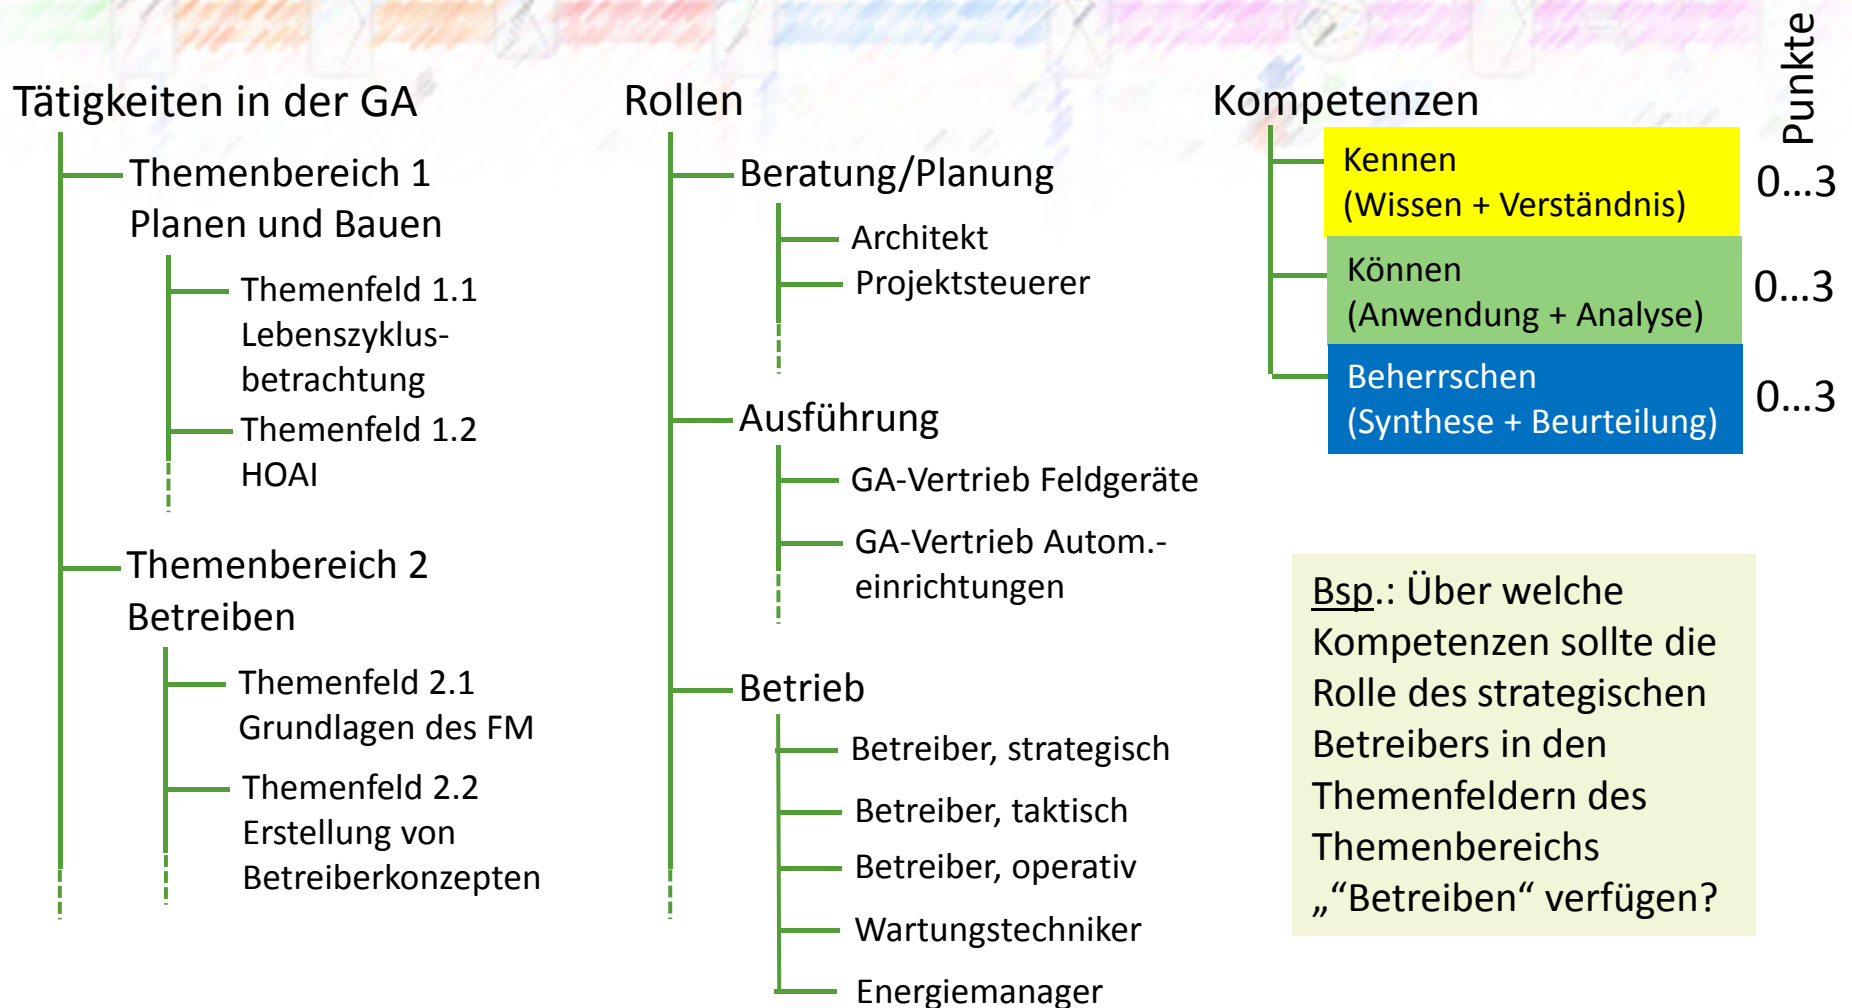 Tätigkeiten in der GA
Themenbereich 1
Planen und Bauen
Themenfeld 1.1
Lebenszyklus-
betrachtung
Themenfeld 1.2
HOAI
Themenbereich 2
Betreiben
Themenfeld 2.1
Grundlagen des FM
Themenfeld 2.2
Erstellung von
Betreiberkonzepten
Rollen
Beratung/Planung
Architekt
Projektsteuerer
Ausführung
GA-Vertrieb Feldgeräte
GA-Vertrieb Autom.-
einrichtungen
Betrieb
Betreiber, strategisch
Betreiber, taktisch
Betreiber, operativ
Wartungstechniker
Energiemanager
Kompetenzen
Punkte
Kennen
(Wissen + Verständnis)
0...3
Können
(Anwendung + Analyse)
0...3
Beherrschen
(Synthese + Beurteilung)
0...3
Bsp.: Über welche
Kompetenzen sollte die
Rolle des strategischen
Betreibers in den
Themenfeldern des
Themenbereichs
„“Betreiben“ verfügen?